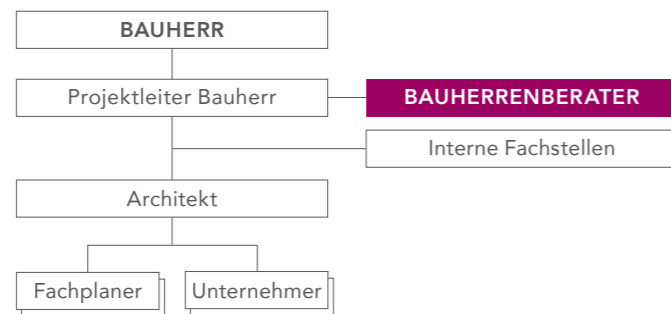 BAUHERR
Projektleiter Bauherr
BAUHERRENBERATER
Interne Fachstellen
Architekt
Fachplaner
Unternehmer